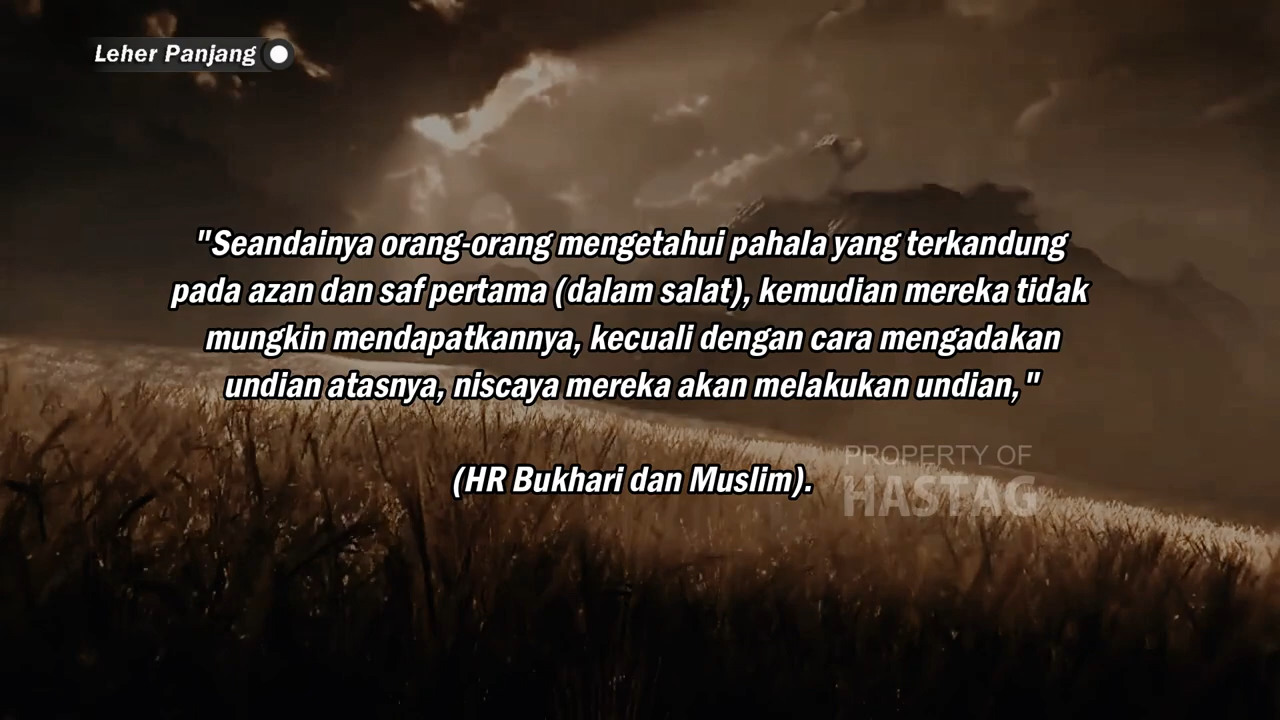 Leher Panjang
"Seandainya orang-orang mengetahui pahala yang terkandung
pada azan dan saf pertama (dalam salat), kemudian mereka tidak
mungkin mendapatkannya, kecuali dengan cara mengadakan
undian atasnya, niscaya mereka akan melakukan undian,"
(HR Bukhari dan Muslim).
PROPERTY OF
HASTAG